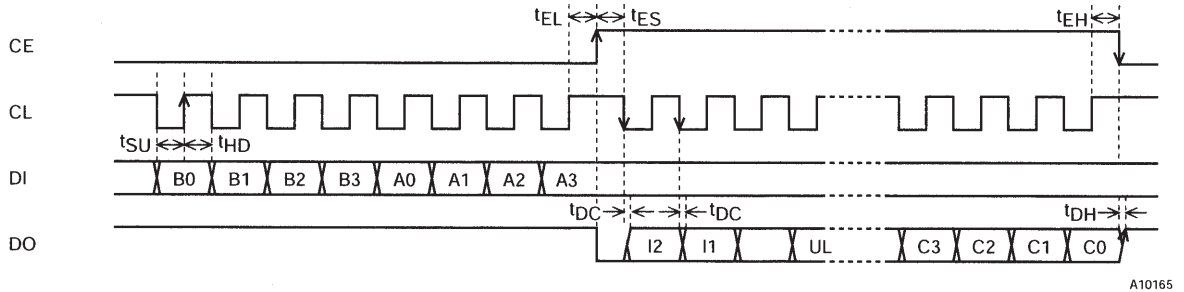 tEL tES tEH
CE
CL
tSU tHD
DI B0 B1 B2 B3 A0 A1 A2 A3
tDC tDC tDH
DO I2 I1 UL C3 C2 C1 C0
A10165